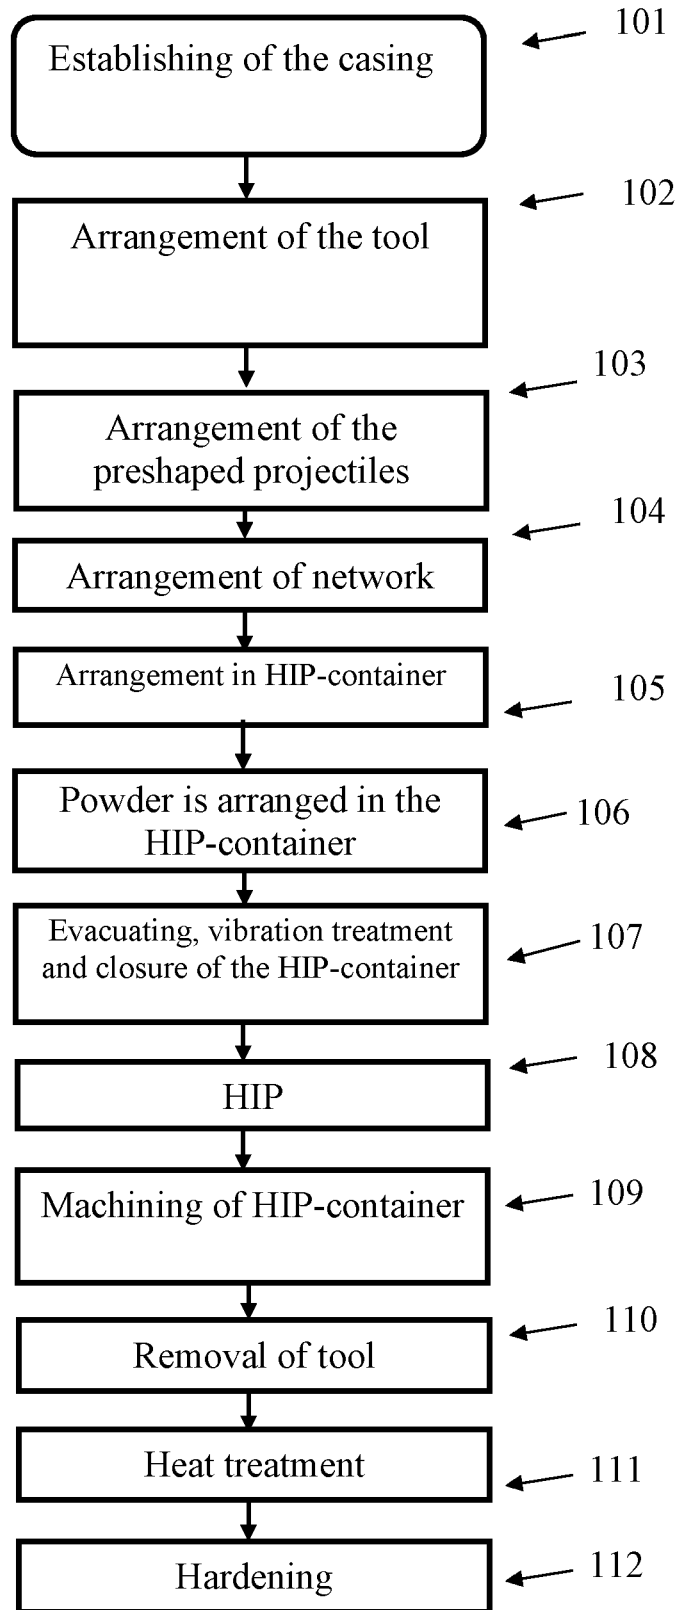 Establishing of the casing
101
Arrangement of the tool
102
Arrangement of the
preshaped projectiles
103
Arrangement of network
104
Arrangement in HIP-container
105
Powder is arranged in the
HIP-container
106
Evacuating, vibration treatment
and closure of the HIP-container
107
HIP
108
Machining of HIP-container
109
Removal of tool
110
Heat treatment
111
Hardening
112